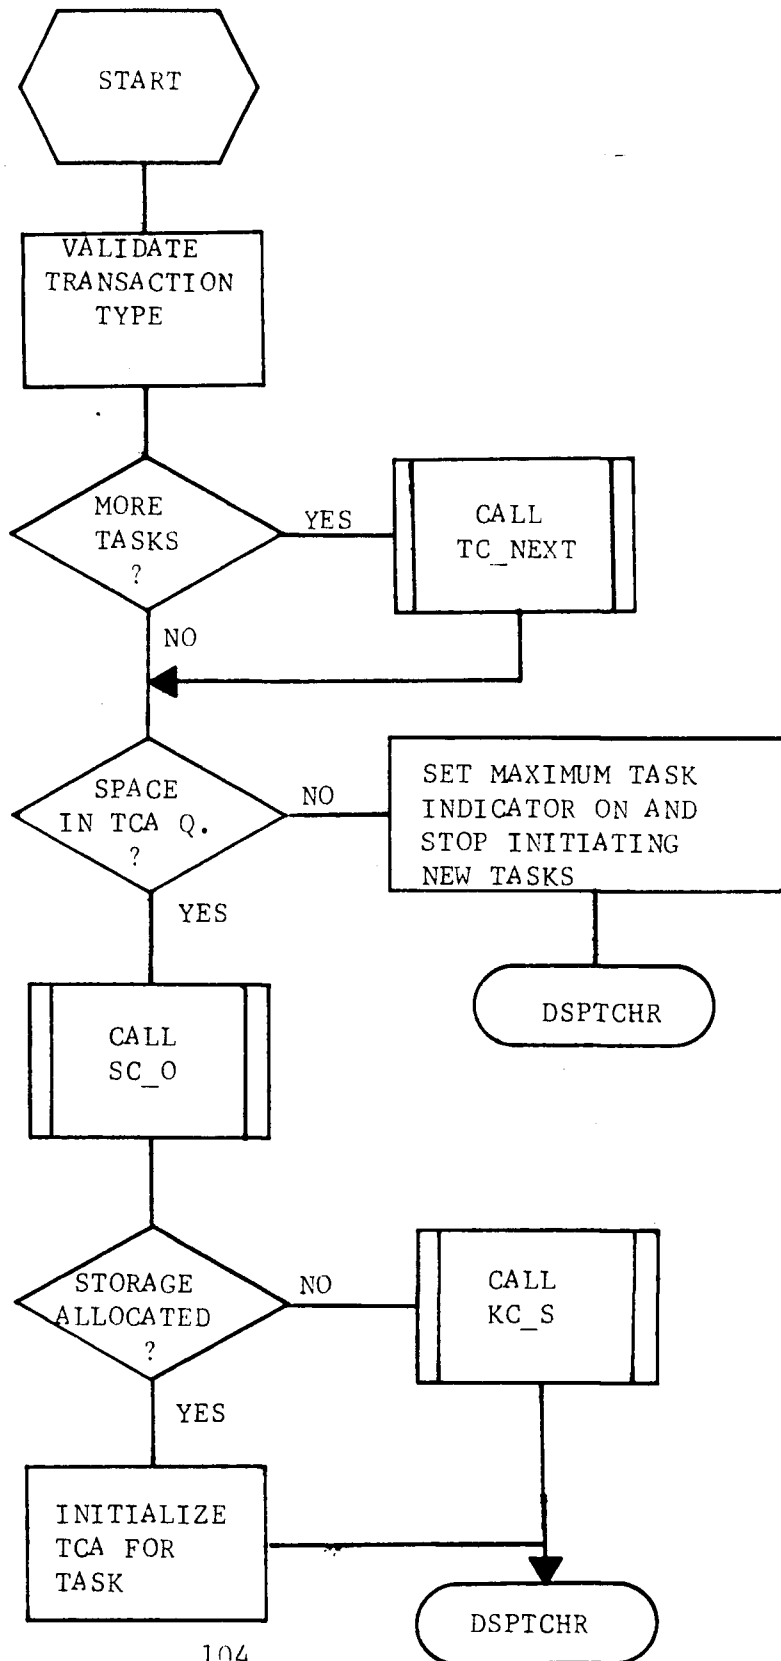 START
VALIDATE
TRANSACTION
TYPE
MORE
TASKS
?
YES
CALL
TC_NEXT
NO
SPACE
IN TCA Q.
?
NO
SET MAXIMUM TASK
INDICATOR ON AND
STOP INITIATING
NEW TASKS
YES
DSPTCHR
CALL
SC_O
STORAGE
ALLOCATED
?
NO
CALL
KC_S
YES
INITIALIZE
TCA FOR
TASK
DSPTCHR
104